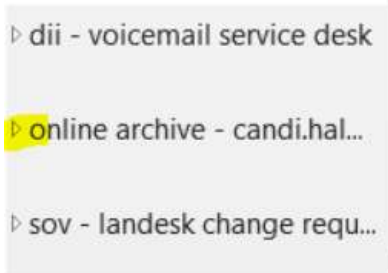 dii - voicemail service desk
online archive - candi.hal...
sov - landesk change requ...